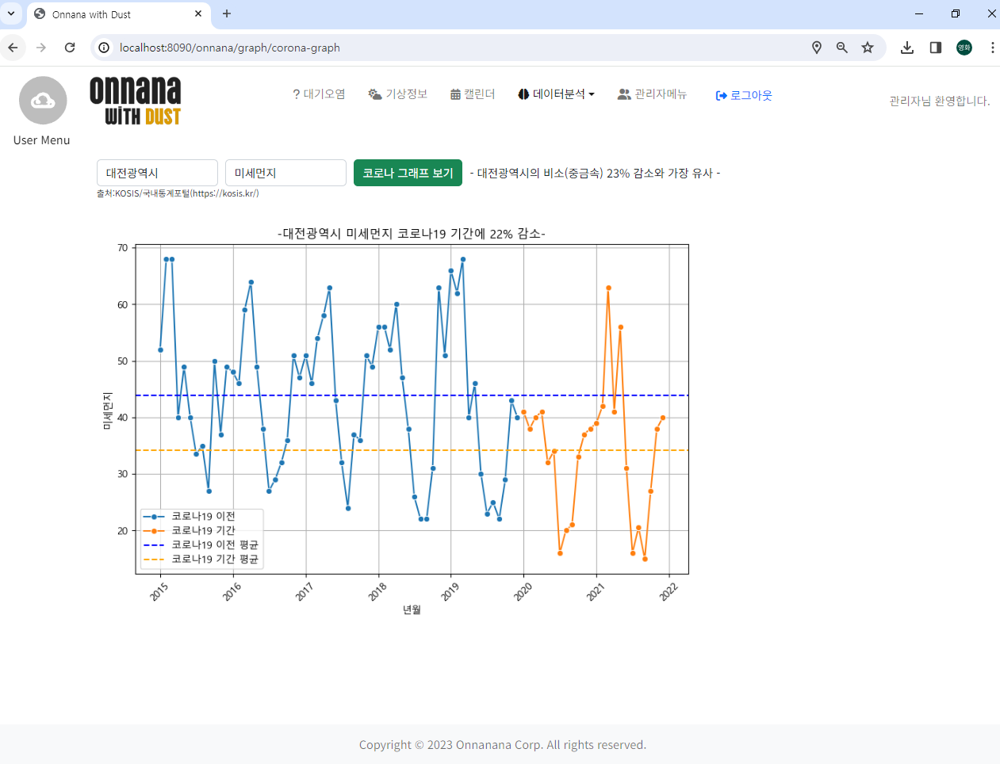 Onnana with Dust
localhost:8090/onnana/graph/corona-graph
영화
onnana
WITH DUST
? 대기오염
기상정보
캘린더
데이터분석
관리자메뉴
로그아웃
관리자님 환영합니다.
User Menu
대전광역시
미세먼지
코로나 그래프 보기
- 대전광역시의 비소(중금속) 23% 감소와 가장 유사 -
출처:KOSIS/국내통계포털(https://kosis.kr/)
-대전광역시 미세먼지 코로나19 기간에 22% 감소-
70
60
50
40
30
20
미세먼지
코로나19 이전
코로나19 기간
코로나19 이전 평균
코로나19 기간 평균
2015
2016
2017
2018
2019
2020
2021
2022
년월
Copyright © 2023 Onnanana Corp. All rights reserved.